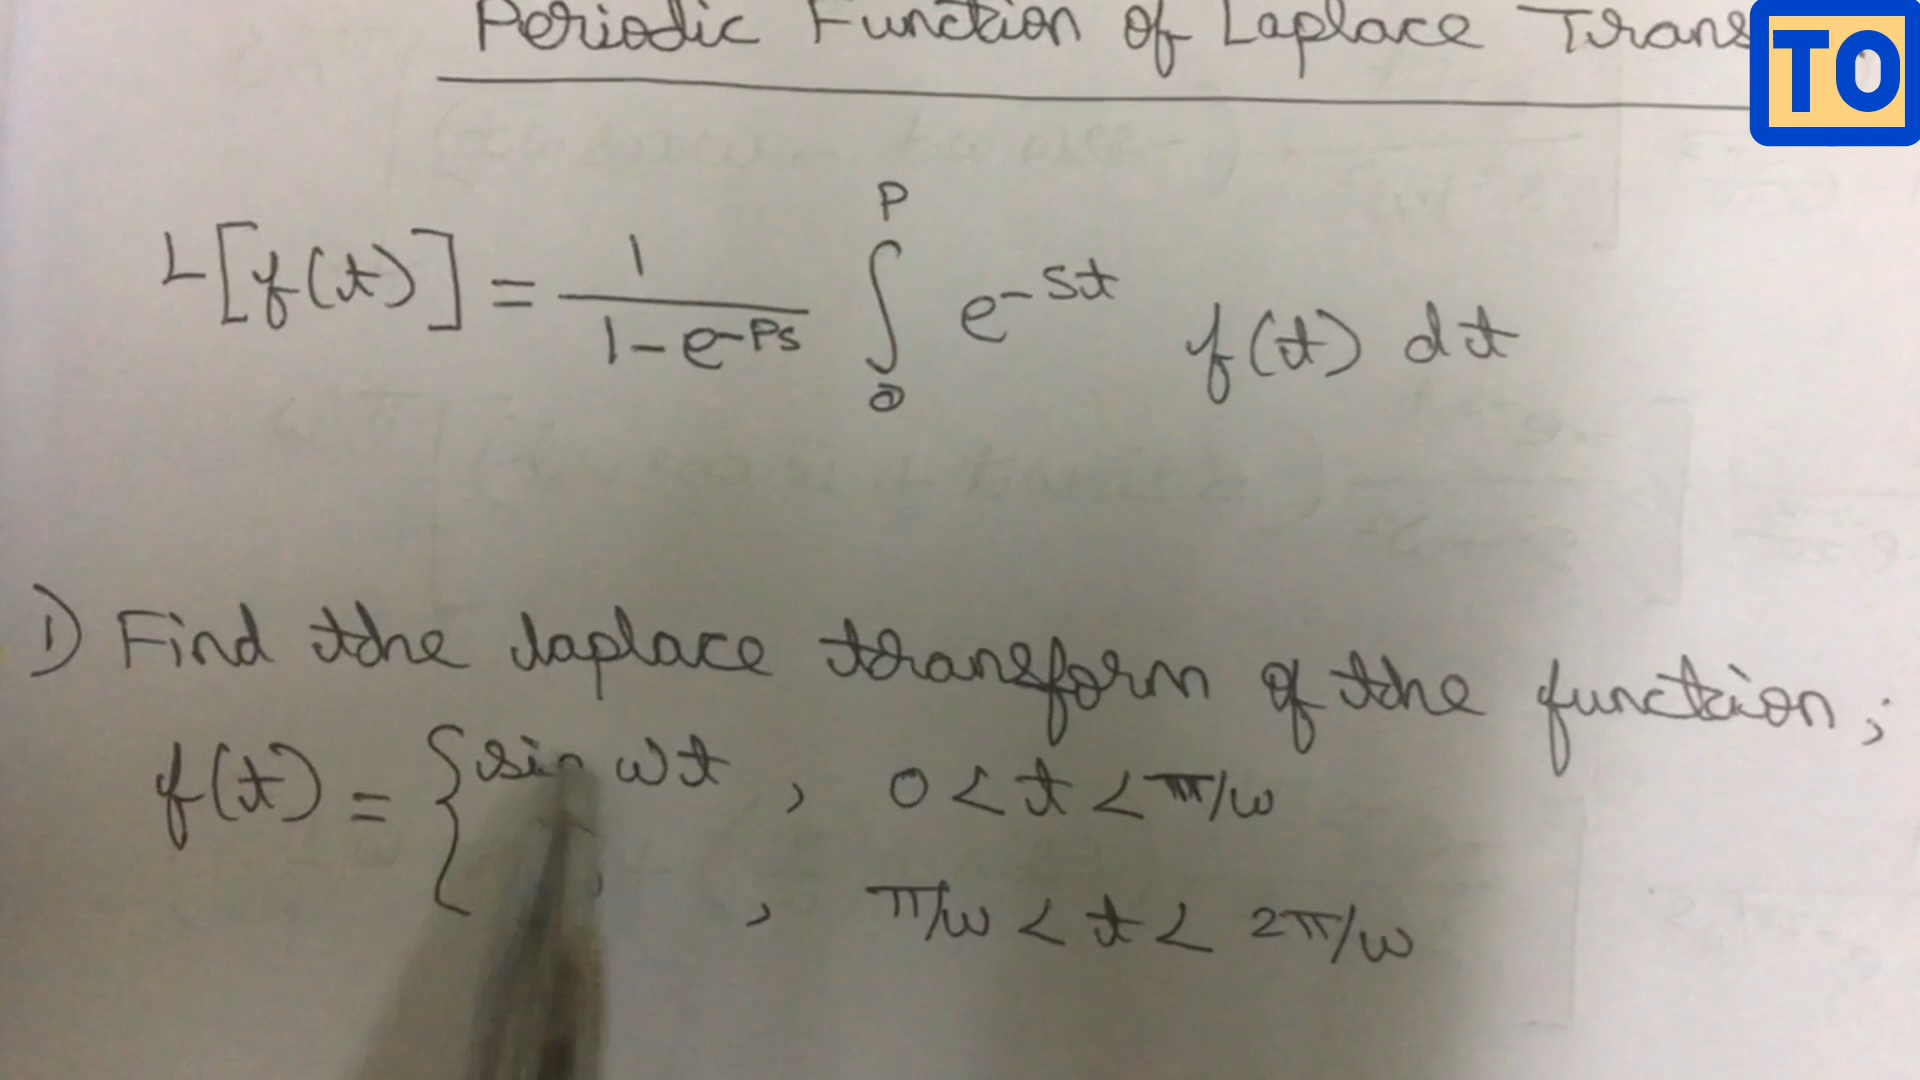 Periodic Function of Laplace Trans
TO
L[f(t)] = 1/(1-e^-Ps) ∫_0^P e^-st f(t) dt
1) Find the laplace transform of the function;
f(t) = { sin ωt , 0 < t < π/ω
, π/ω < t < 2π/ω